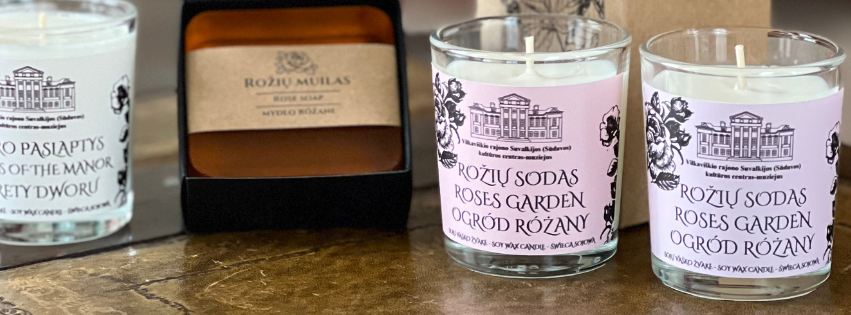 PASLAPTYS
OF THE MANOR
DWORU
ROŽIŲ MUILAS
ROSE SOAP
MYDŁO RÓŻANE
Vilkaviškio rajono Suvalkijos (Sūduvos)
kultūros centras-muziejus
ROŽIŲ SODAS
ROSES GARDEN
OGRÓD RÓŻANY
SOJŲ VAŠKO ŽVAKĖ - SOY WAX CANDLE - ŚWIECA SOJOWA
Vilkaviškio rajono Suvalkijos (Sūduvos)
kultūros centras-muziejus
ROŽIŲ SODAS
ROSES GARDEN
OGRÓD RÓŻANY
SOJŲ VAŠKO ŽVAKĖ - SOY WAX CANDLE - ŚWIECA SOJOWA